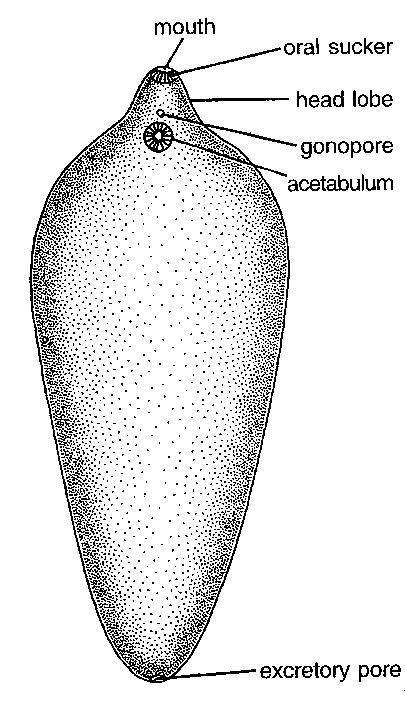 mouth
oral sucker
head lobe
gonopore
acetabulum
excretory pore